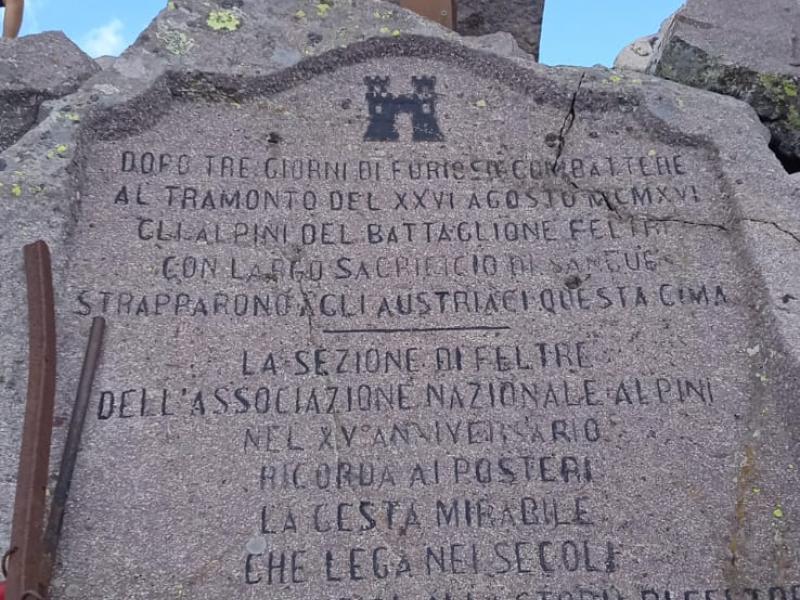 DOPO TRE GIORNI DI FURIOSO COMBATTERE
AL TRAMONTO DEL XXVI AGOSTO MCMXVI
GLI ALPINI DEL BATTAGLIONE FELTRE
CON LARGO SACRIFICIO DI SANGUE
STRAPPARONO AGLI AUSTRIACI QUESTA CIMA
LA SEZIONE DI FELTRE
DELL'ASSOCIAZIONE NAZIONALE ALPINI
NEL XV° ANNIVERSARIO
RICORDA AI POSTERI
LA GESTA MIRABILE
CHE LEGA NEI SECOLI
DI FELTRE